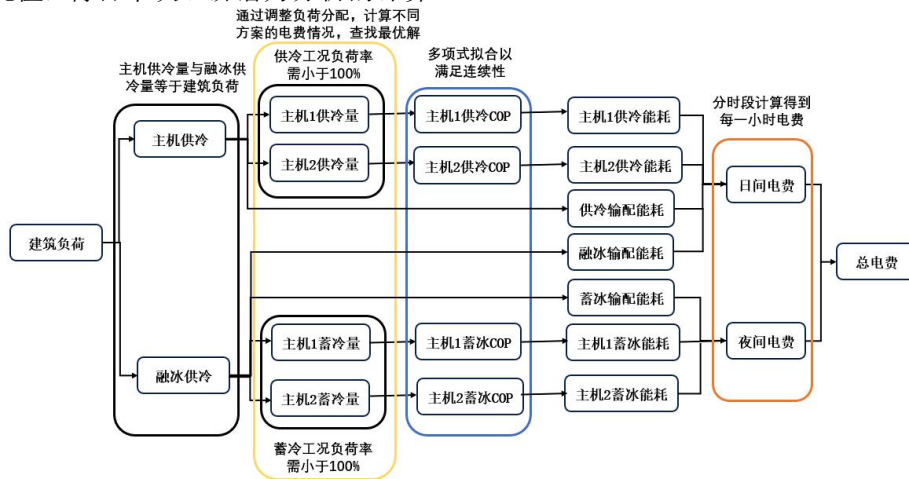 通过调整负荷分配，计算不同
方案的电费情况，查找最优解
主机供冷量与融冰供
冷量等于建筑负荷
供冷工况负荷率
需小于100%
多项式拟合以
满足连续性
分时段计算得到
每一小时电费
主机供冷
主机1供冷量
主机1供冷COP
主机1供冷能耗
主机2供冷量
主机2供冷COP
主机2供冷能耗
日间电费
供冷输配能耗
建筑负荷
融冰输配能耗
总电费
蓄冰输配能耗
主机1蓄冷量
主机1蓄冰COP
主机1蓄冰能耗
夜间电费
融冰供冷
主机2蓄冷量
主机2蓄冰COP
主机2蓄冰能耗
蓄冷工况负荷率
需小于100%